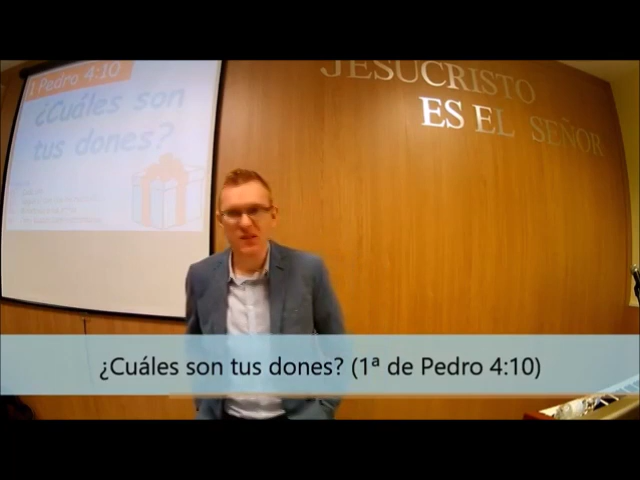 1 Pedro 4:10
¿Cuáles son
tus dones?
JESUCRISTO
ES EL SEÑOR
¿Cuáles son tus dones? (1ª de Pedro 4:10)